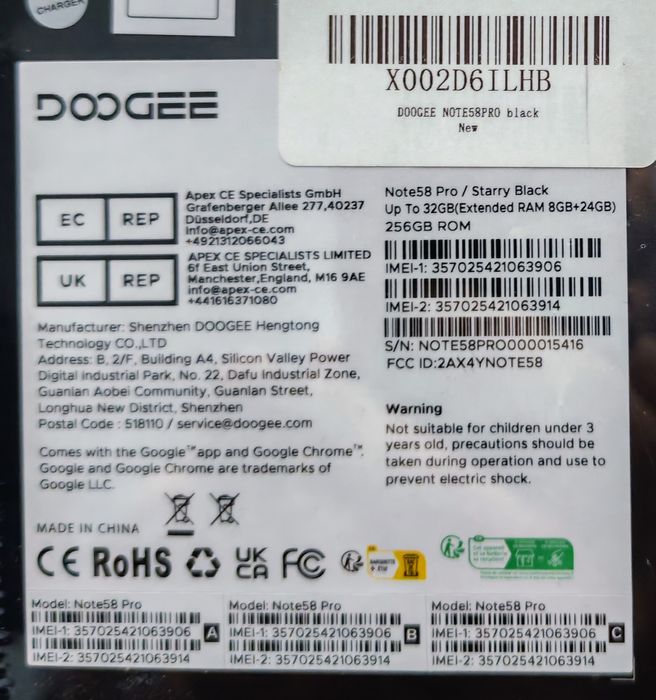 CHARGER
X002D6ILHB
DOOGEE NOTE58PRO black
New
DOOGEE
EC REP
Apex CE Specialists GmbH
Grafenberger Allee 277,40237
Düsseldorf,DE
info@apex-ce.com
+4921312066043
UK REP
APEX CE SPECIALISTS LIMITED
6f East Union Street,
Manchester,England, M16 9AE
info@apex-ce.com
+441616371080
Manufacturer: Shenzhen DOOGEE Hengtong
Technology CO.,LTD
Address: B, 2/F, Building A4, Silicon Valley Power
Digital Industrial Park, No. 22, Dafu Industrial Zone,
Guanlan Aobei Community, Guanlan Street,
Longhua New District, Shenzhen
Postal Code : 518110 / service@doogee.com
Comes with the Google™app and Google Chrome™.
Google and Google Chrome are trademarks of
Google LLC.
MADE IN CHINA
CE RoHS UK CA FC
Note58 Pro / Starry Black
Up To 32GB(Extended RAM 8GB+24GB)
256GB ROM
IMEI-1: 357025421063906
IMEI-2: 357025421063914
S/N: NOTE58PRO000015416
FCC ID:2AX4YNOTE58
Warning
Not suitable for children under 3
years old, precautions should be
taken during operation and use to
prevent electric shock.
Model: Note58 Pro
IMEI-1: 357025421063906
IMEI-2: 357025421063914
A
Model: Note58 Pro
IMEI-1: 357025421063906
IMEI-2: 357025421063914
B
Model: Note58 Pro
IMEI-1: 357025421063906
IMEI-2: 357025421063914
C